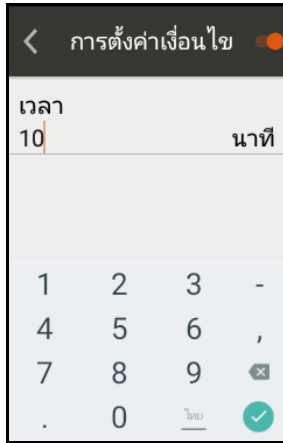 การตั้งค่าเงื่อนไข
เวลา
10 นาที
1 2 3 -
4 5 6 ,
7 8 9
. 0 ไทย